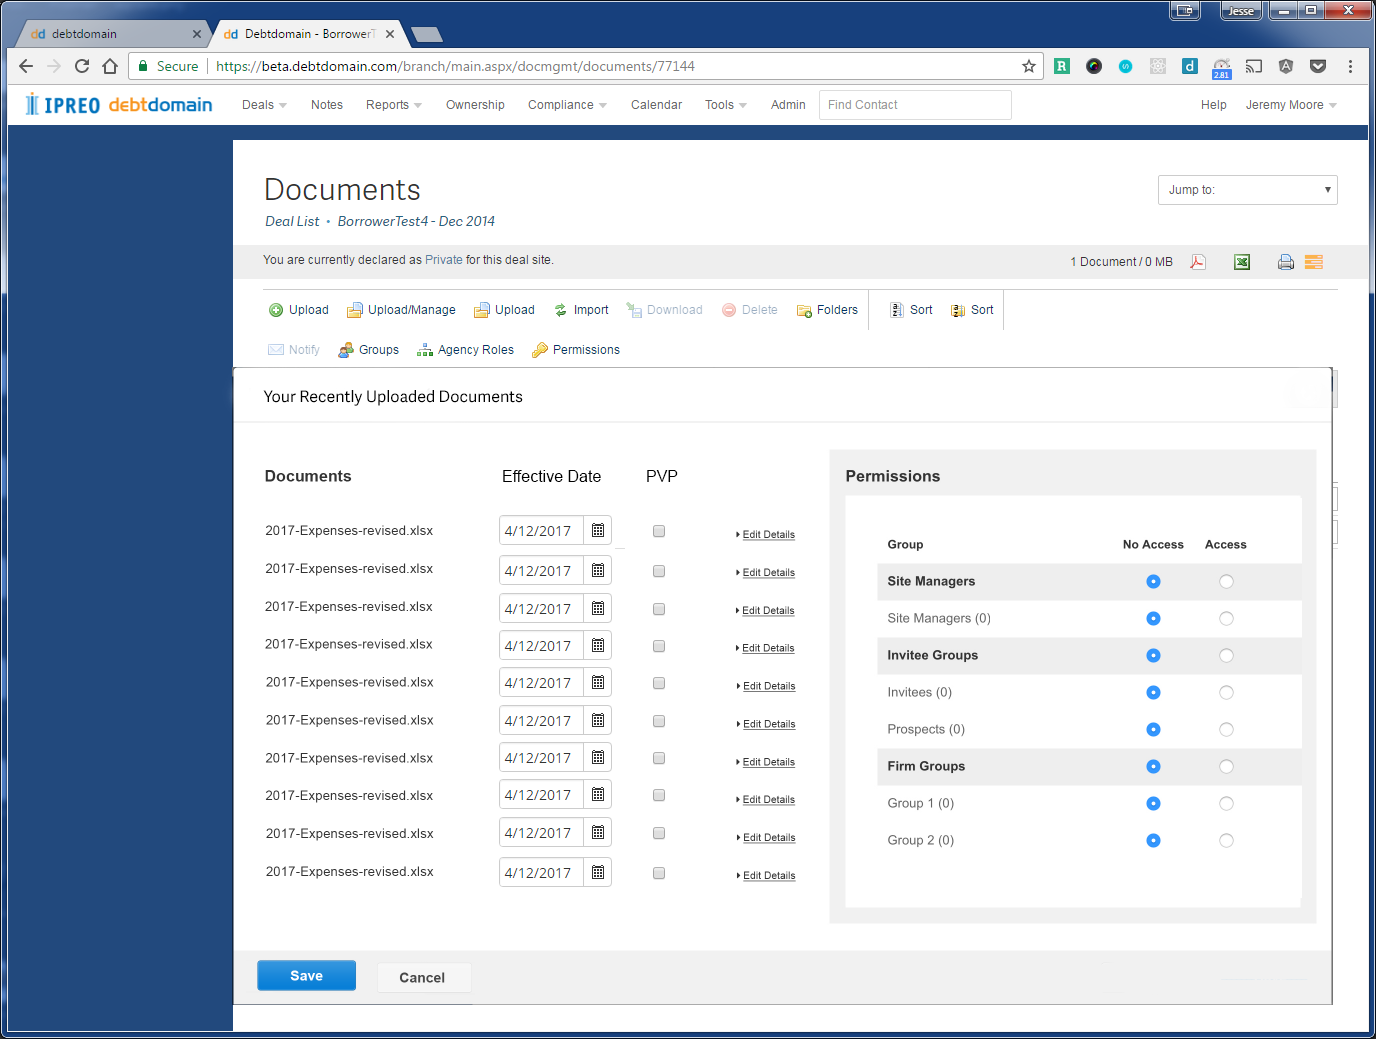 Jesse
debtdomain
Debtdomain - BorrowerT
Secure https://beta.debtdomain.com/branch/main.aspx/docmgmt/documents/77144
2.81
IPREO debtdomain Deals Notes Reports Ownership Compliance Calendar Tools Admin Find Contact Help Jeremy Moore
Documents
Jump to:
Deal List • BorrowerTest4 - Dec 2014
You are currently declared as Private for this deal site.
1 Document / 0 MB
Upload Upload/Manage Upload Import Download Delete Folders Sort Sort
Notify Groups Agency Roles Permissions
Your Recently Uploaded Documents
Documents Effective Date PVP
2017-Expenses-revised.xlsx 4/12/2017 Edit Details
2017-Expenses-revised.xlsx 4/12/2017 Edit Details
2017-Expenses-revised.xlsx 4/12/2017 Edit Details
2017-Expenses-revised.xlsx 4/12/2017 Edit Details
2017-Expenses-revised.xlsx 4/12/2017 Edit Details
2017-Expenses-revised.xlsx 4/12/2017 Edit Details
2017-Expenses-revised.xlsx 4/12/2017 Edit Details
2017-Expenses-revised.xlsx 4/12/2017 Edit Details
2017-Expenses-revised.xlsx 4/12/2017 Edit Details
2017-Expenses-revised.xlsx 4/12/2017 Edit Details
Permissions
Group No Access Access
Site Managers
Site Managers (0)
Invitee Groups
Invitees (0)
Prospects (0)
Firm Groups
Group 1 (0)
Group 2 (0)
Save Cancel